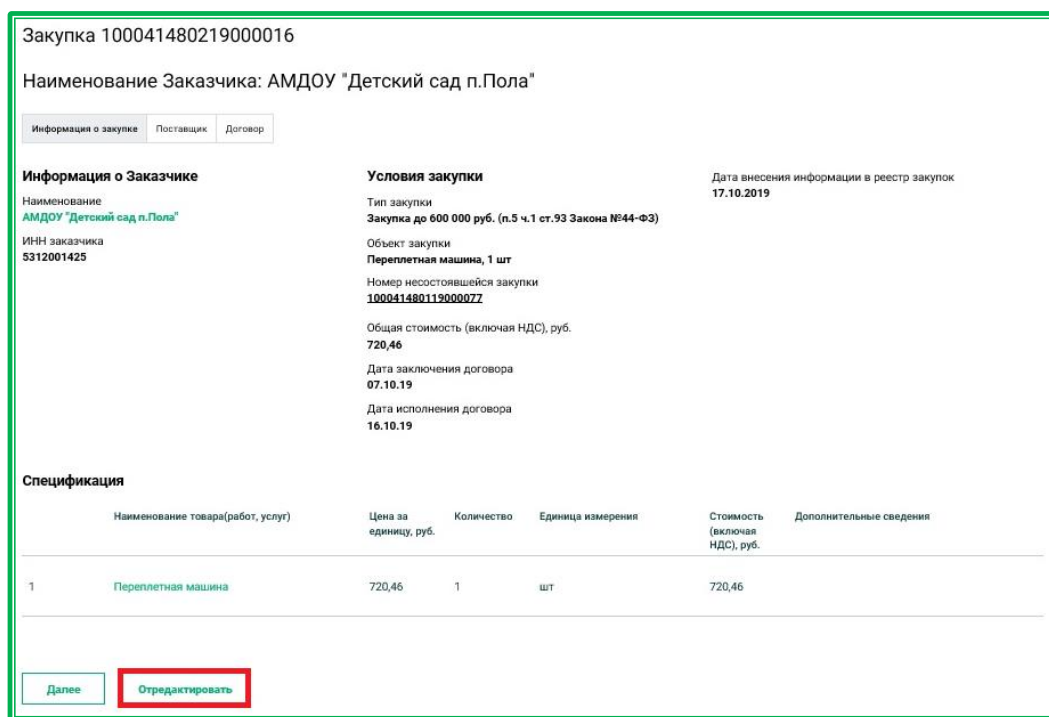 Закупка 100041480219000016
Наименование Заказчика: АМДОУ "Детский сад п.Пола"
Информация о закупке
Поставщик
Договор
Информация о Заказчике
Наименование
АМДОУ "Детский сад п.Пола"
ИНН заказчика
5312001425
Условия закупки
Тип закупки
Закупка до 600 000 руб. (п.5 ч.1 ст.93 Закона №44-ФЗ)
Объект закупки
Переплетная машина, 1 шт
Номер несостоявшейся закупки
100041480119000077
Общая стоимость (включая НДС), руб.
720,46
Дата заключения договора
07.10.19
Дата исполнения договора
16.10.19
Дата внесения информации в реестр закупок
17.10.2019
Спецификация
Наименование товара(работ, услуг)
Цена за
единицу, руб.
Количество
Единица измерения
Стоимость
(включая
НДС), руб.
Дополнительные сведения
1
Переплетная машина
720,46
1
шт
720,46
Далее
Отредактировать